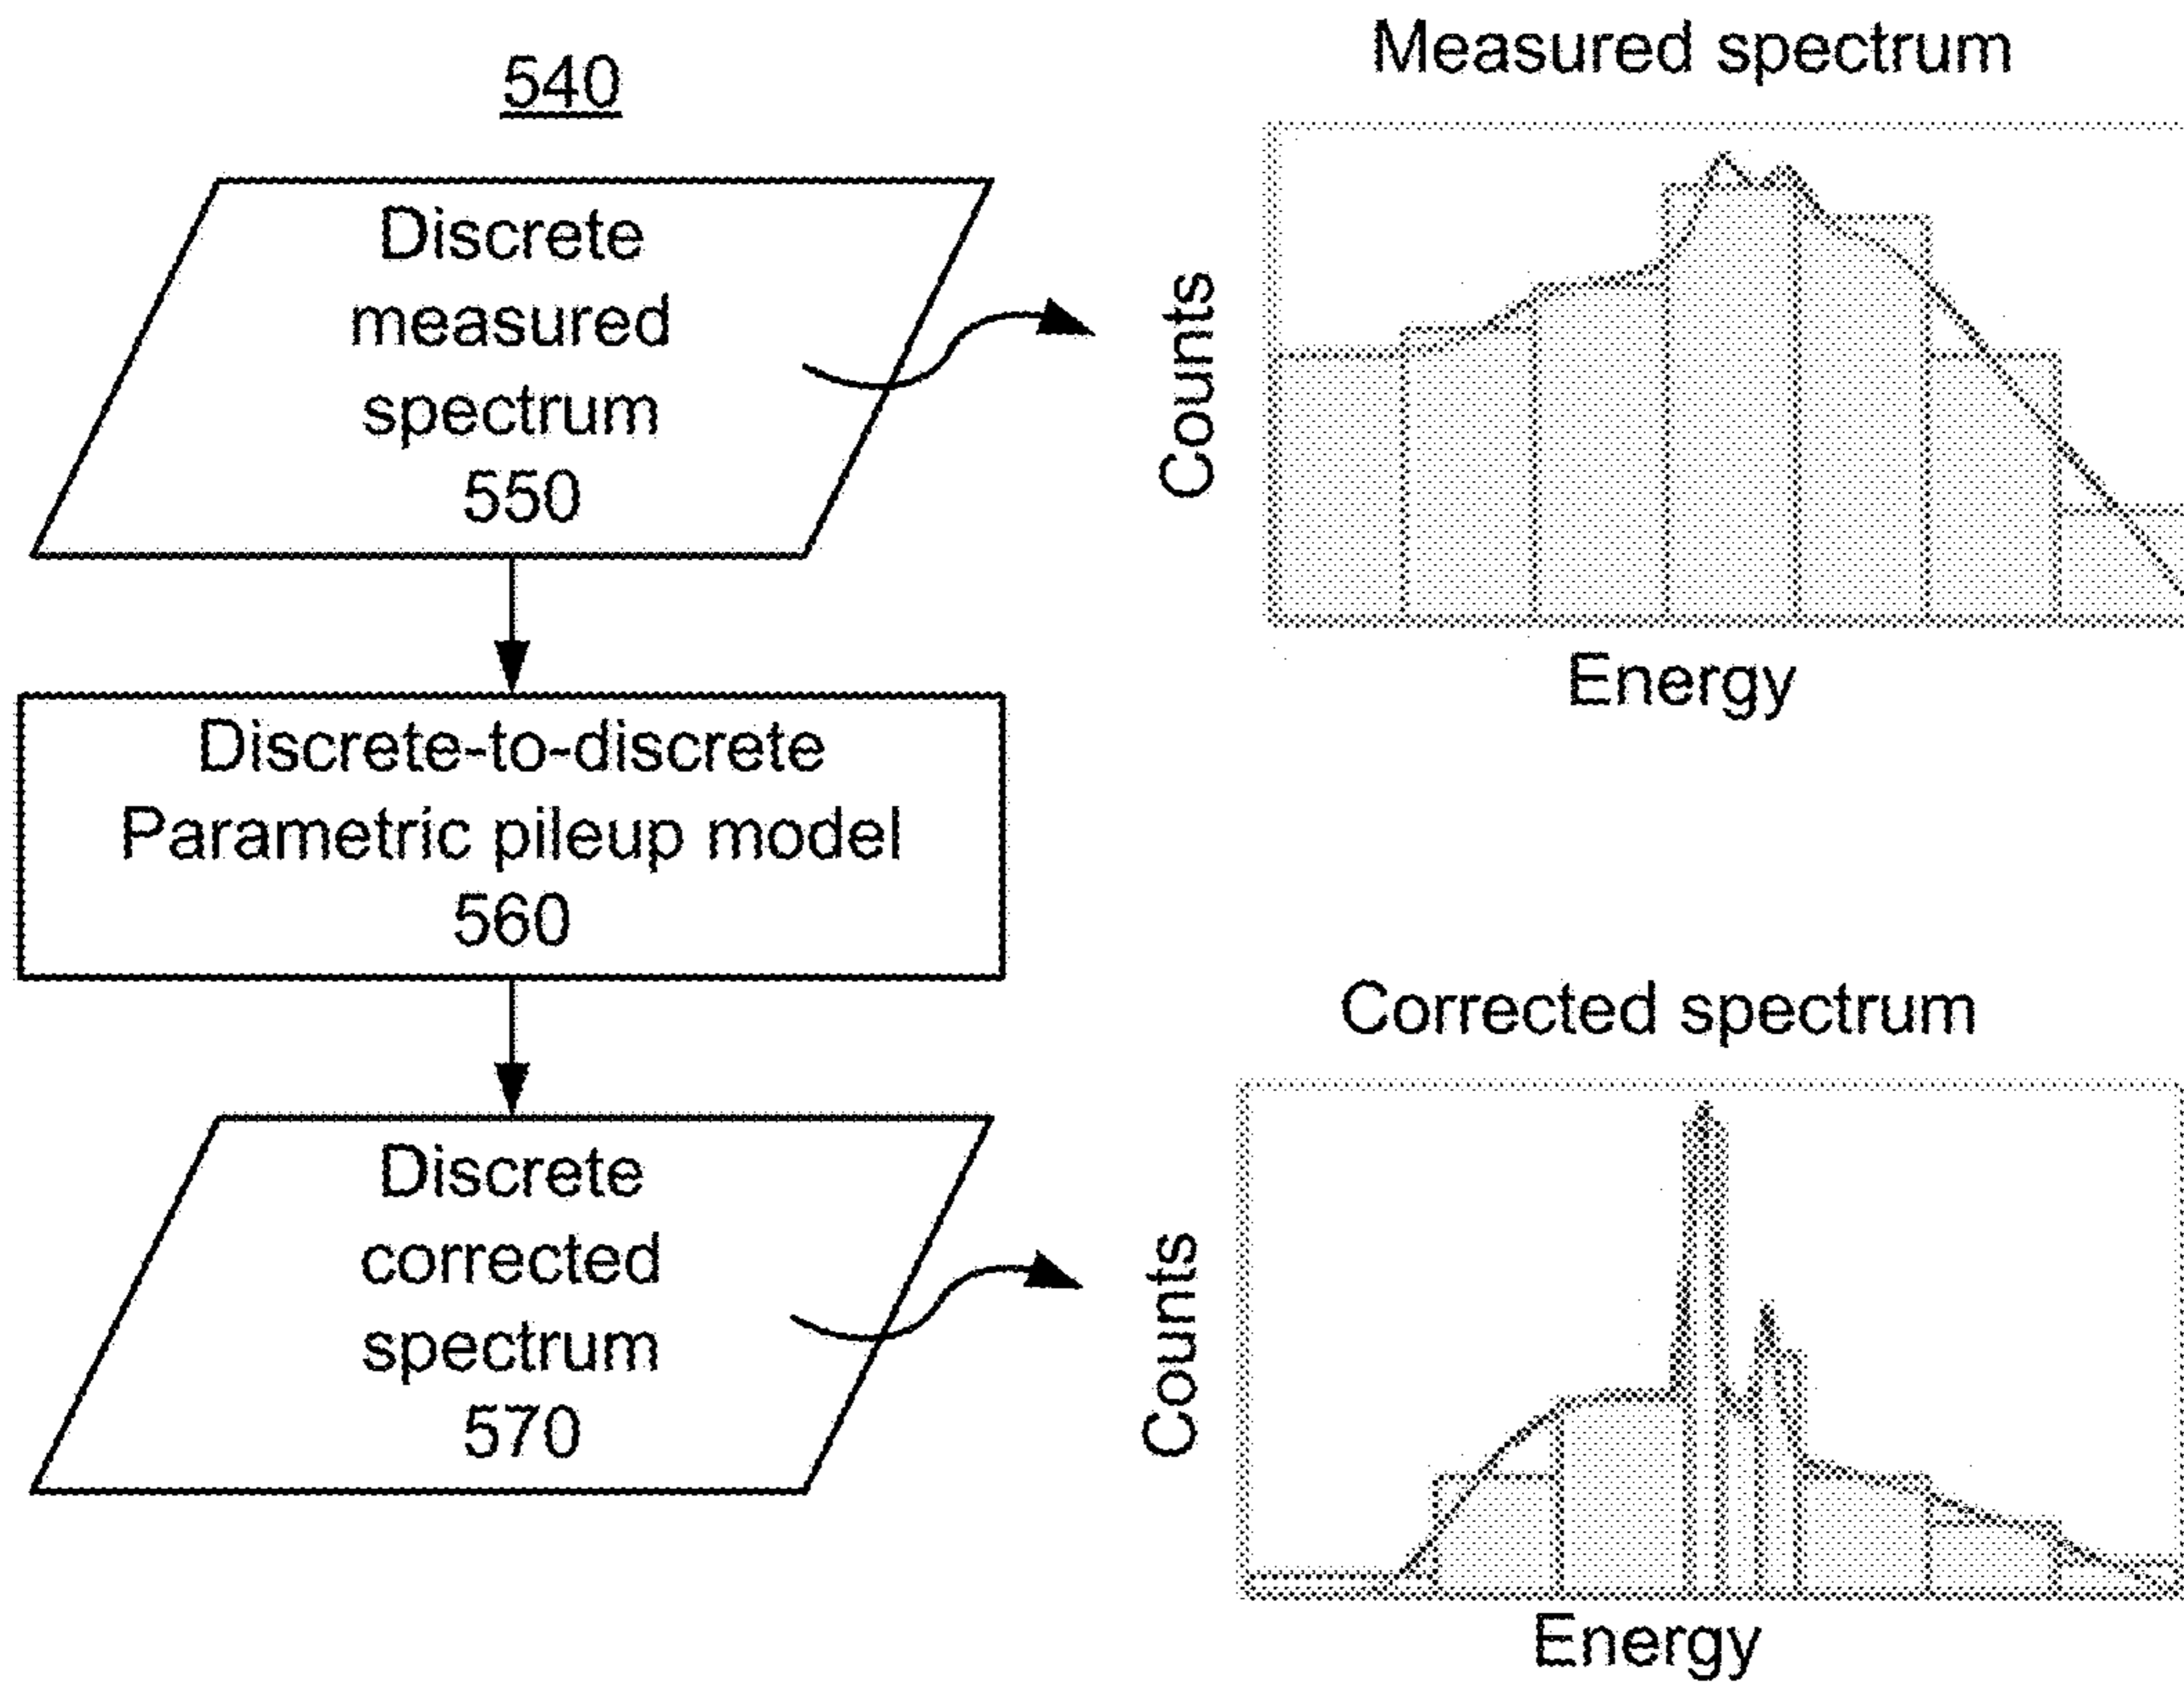 540
Discrete
measured
spectrum
550
Discrete-to-discrete
Parametric pileup model
560
Discrete
corrected
spectrum
570
Measured spectrum
Counts
Energy
Corrected spectrum
Counts
Energy